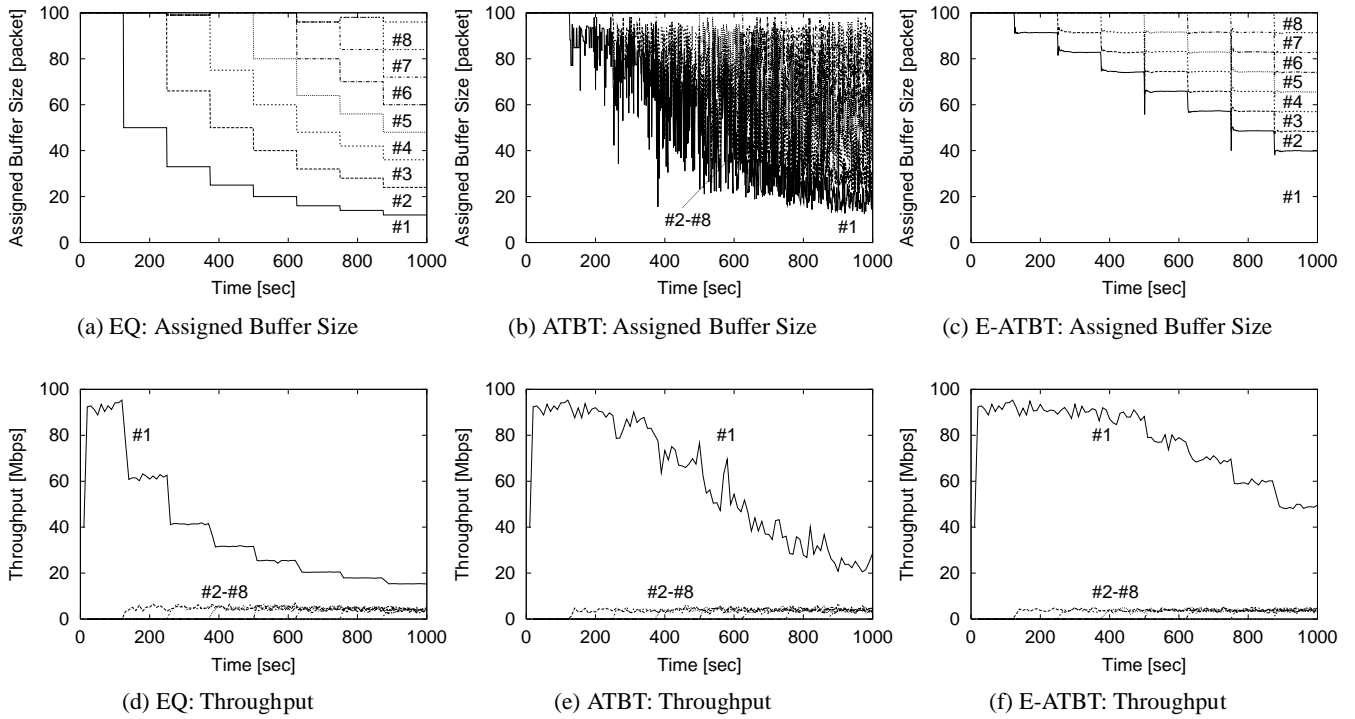 Assigned Buffer Size [packet]
100
80
60
40
20
0
#8
#7
#6
#5
#4
#3
#2
#1
0 200 400 600 800 1000
Time [sec]
(a) EQ: Assigned Buffer Size
Assigned Buffer Size [packet]
100
80
60
40
20
0
#2-#8
#1
0 200 400 600 800 1000
Time [sec]
(b) ATBT: Assigned Buffer Size
Assigned Buffer Size [packet]
100
80
60
40
20
0
#8
#7
#6
#5
#4
#3
#2
#1
0 200 400 600 800 1000
Time [sec]
(c) E-ATBT: Assigned Buffer Size
Throughput [Mbps]
100
80
60
40
20
0
#1
#2-#8
0 200 400 600 800 1000
Time [sec]
(d) EQ: Throughput
Throughput [Mbps]
100
80
60
40
20
0
#1
#2-#8
0 200 400 600 800 1000
Time [sec]
(e) ATBT: Throughput
Throughput [Mbps]
100
80
60
40
20
0
#1
#2-#8
0 200 400 600 800 1000
Time [sec]
(f) E-ATBT: Throughput